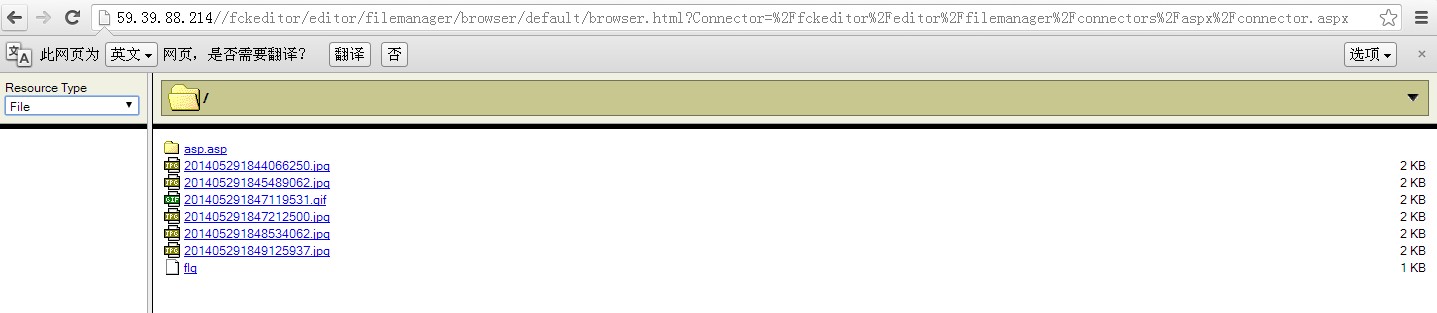 59.39.88.214//fckeditor/editor/filemanager/browser/default/browser.html?Connector=%2Ffckeditor%2Feditor%2Ffilemanager%2Fconnectors%2Faspx%2Fconnector.aspx
此网页为 英文 网页，是否需要翻译？ 翻译 否 选项
Resource Type
File
/
asp.asp
201405291844066250.jpg 2 KB
201405291845489062.jpg 2 KB
201405291847119531.gif 2 KB
201405291847212500.jpg 2 KB
201405291848534062.jpg 2 KB
201405291849125937.jpg 2 KB
flq 1 KB